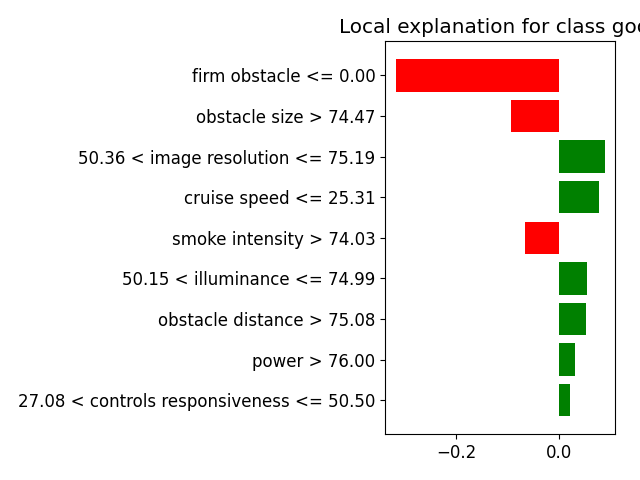 Local explanation for class goo
firm obstacle <= 0.00
obstacle size > 74.47
50.36 < image resolution <= 75.19
cruise speed <= 25.31
smoke intensity > 74.03
50.15 < illuminance <= 74.99
obstacle distance > 75.08
power > 76.00
27.08 < controls responsiveness <= 50.50
−0.2 0.0